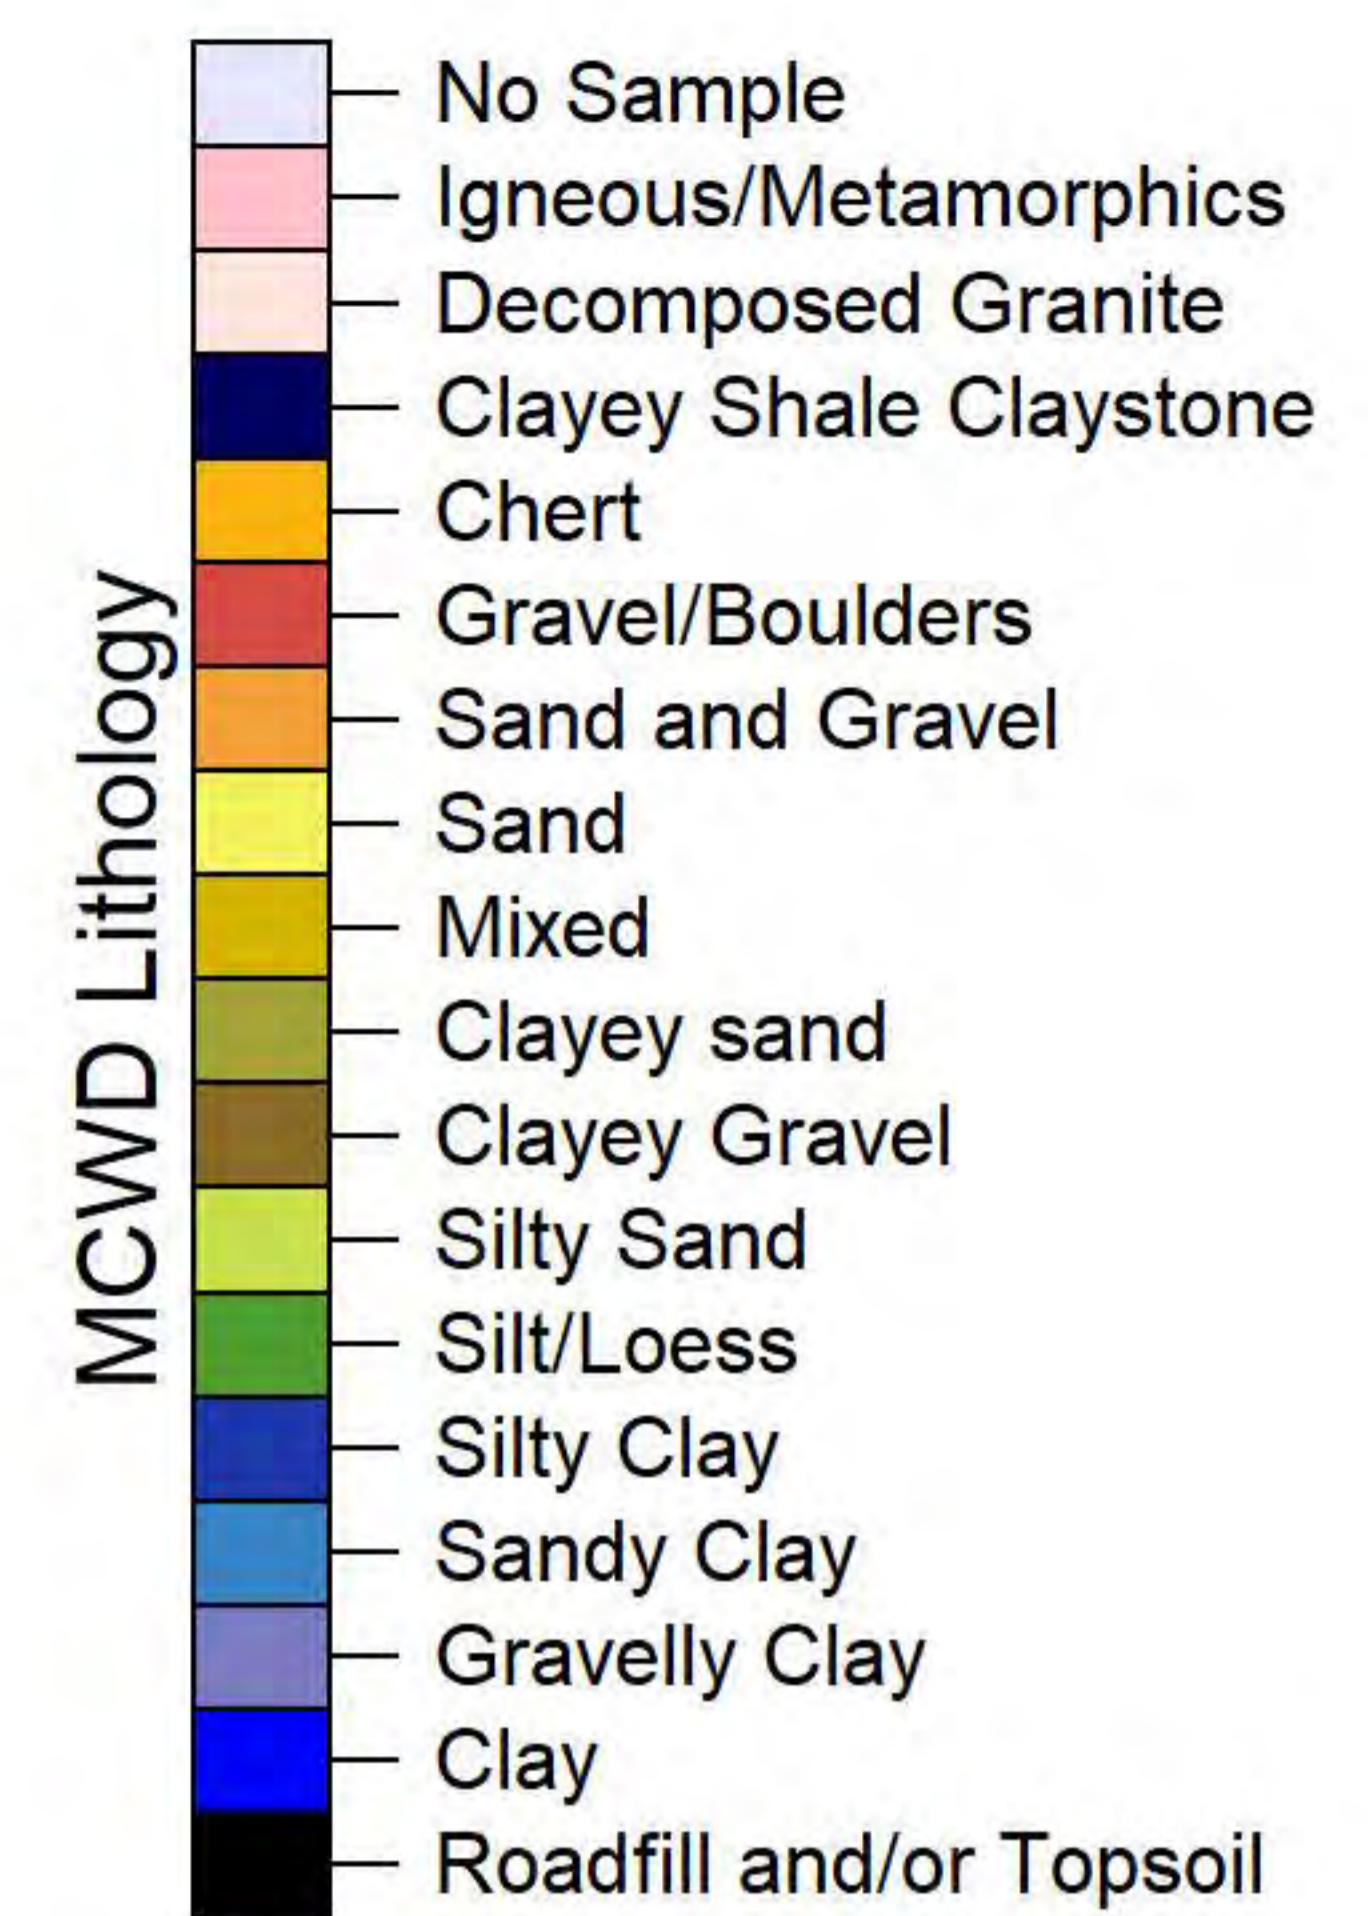 MCWD Lithology
No Sample
Igneous/Metamorphics
Decomposed Granite
Clayey Shale Claystone
Chert
Gravel/Boulders
Sand and Gravel
Sand
Mixed
Clayey sand
Clayey Gravel
Silty Sand
Silt/Loess
Silty Clay
Sandy Clay
Gravelly Clay
Clay
Roadfill and/or Topsoil